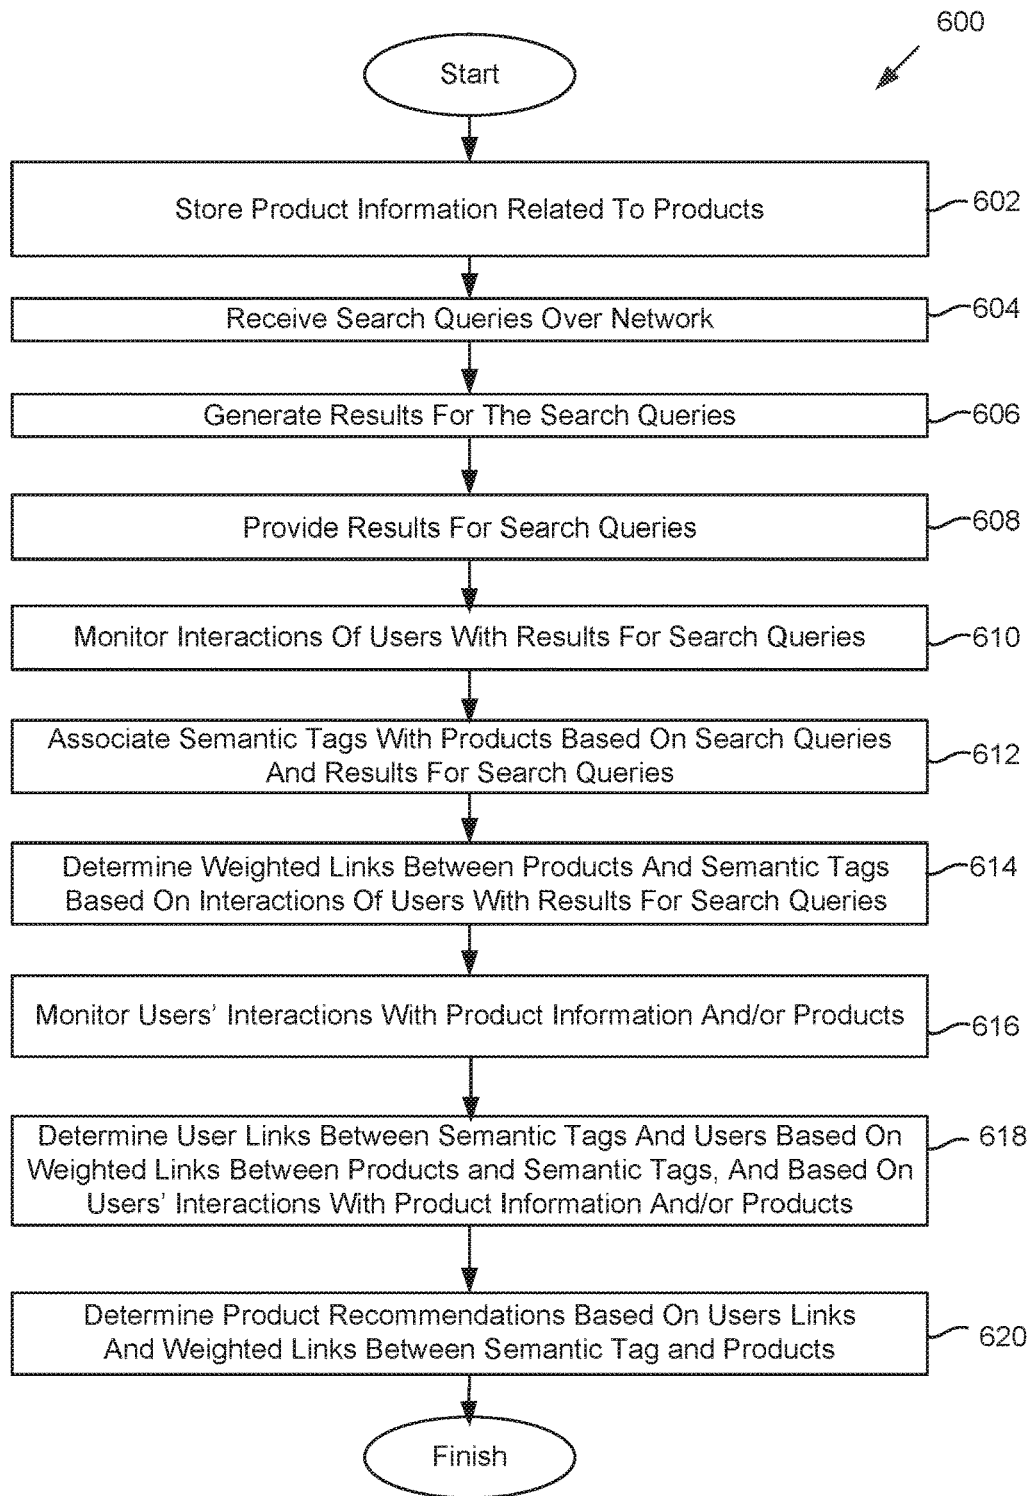 600
Start
Store Product Information Related To Products
602
Receive Search Queries Over Network
604
Generate Results For The Search Queries
606
Provide Results For Search Queries
608
Monitor Interactions Of Users With Results For Search Queries
610
Associate Semantic Tags With Products Based On Search Queries
And Results For Search Queries
612
Determine Weighted Links Between Products And Semantic Tags
Based On Interactions Of Users With Results For Search Queries
614
Monitor Users' Interactions With Product Information And/or Products
616
Determine User Links Between Semantic Tags And Users Based On
Weighted Links Between Products and Semantic Tags, And Based On
Users' Interactions With Product Information And/or Products
618
Determine Product Recommendations Based On Users Links
And Weighted Links Between Semantic Tag and Products
620
Finish